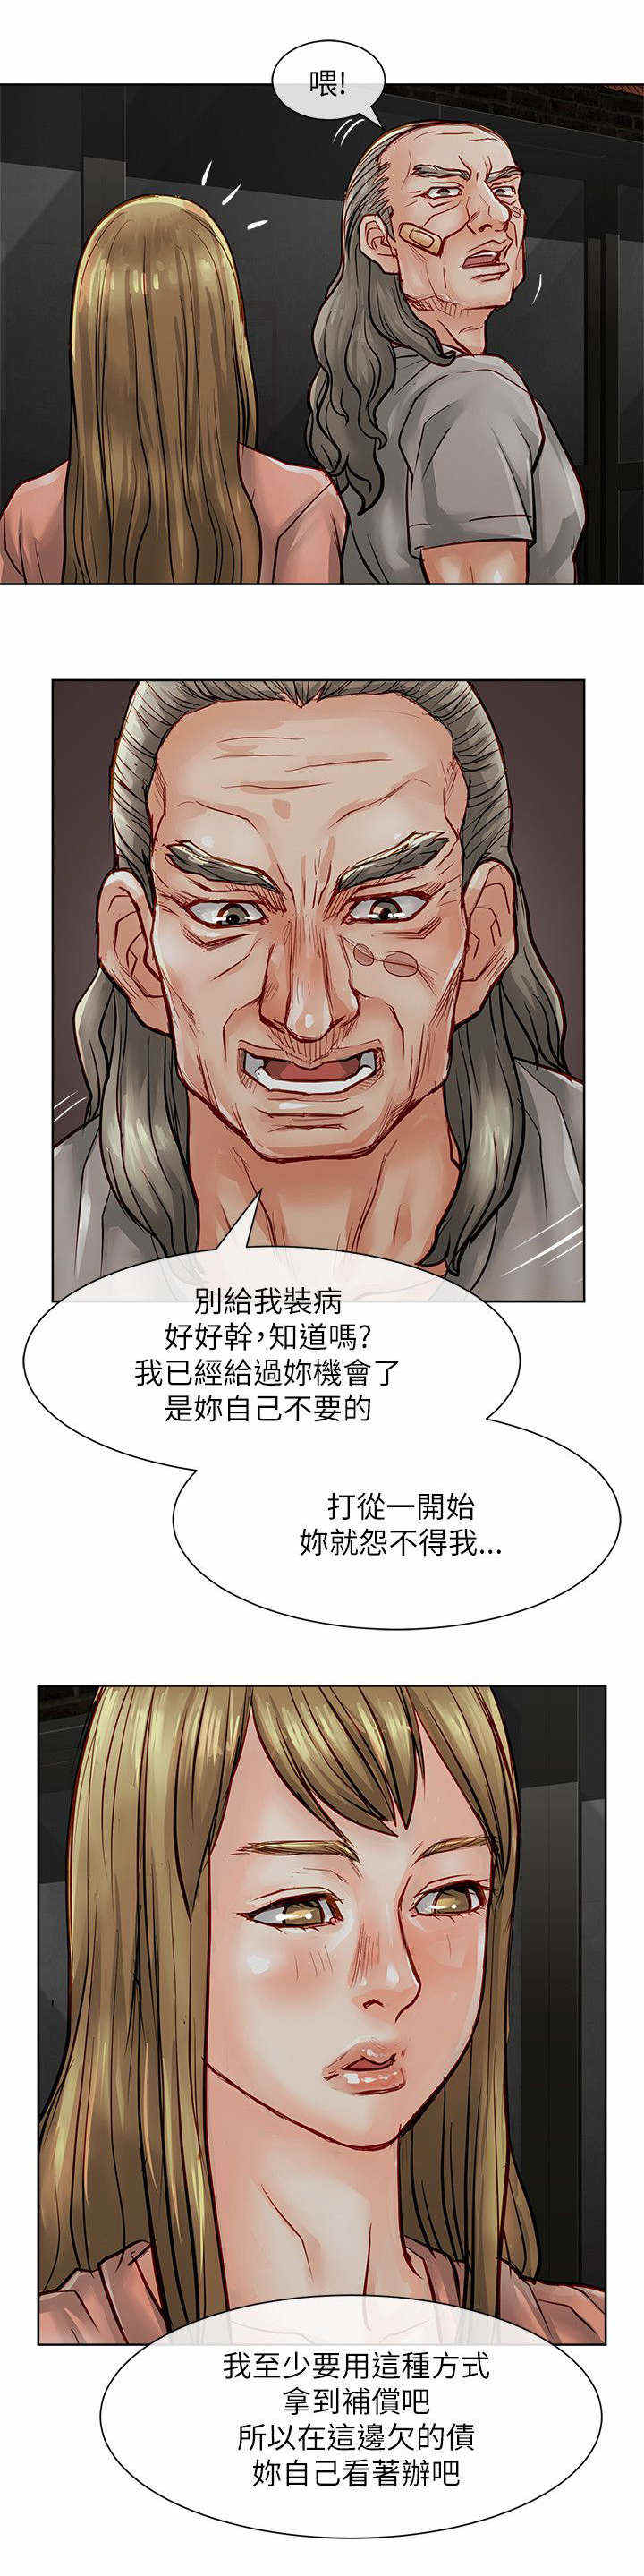 喂!
別給我裝病
好好幹,知道嗎?
我已經給過妳機會了
是妳自己不要的
打從一開始
妳就怨不得我...
我至少要用這種方式
拿到補償吧
所以在這邊欠的債
妳自己看著辦吧